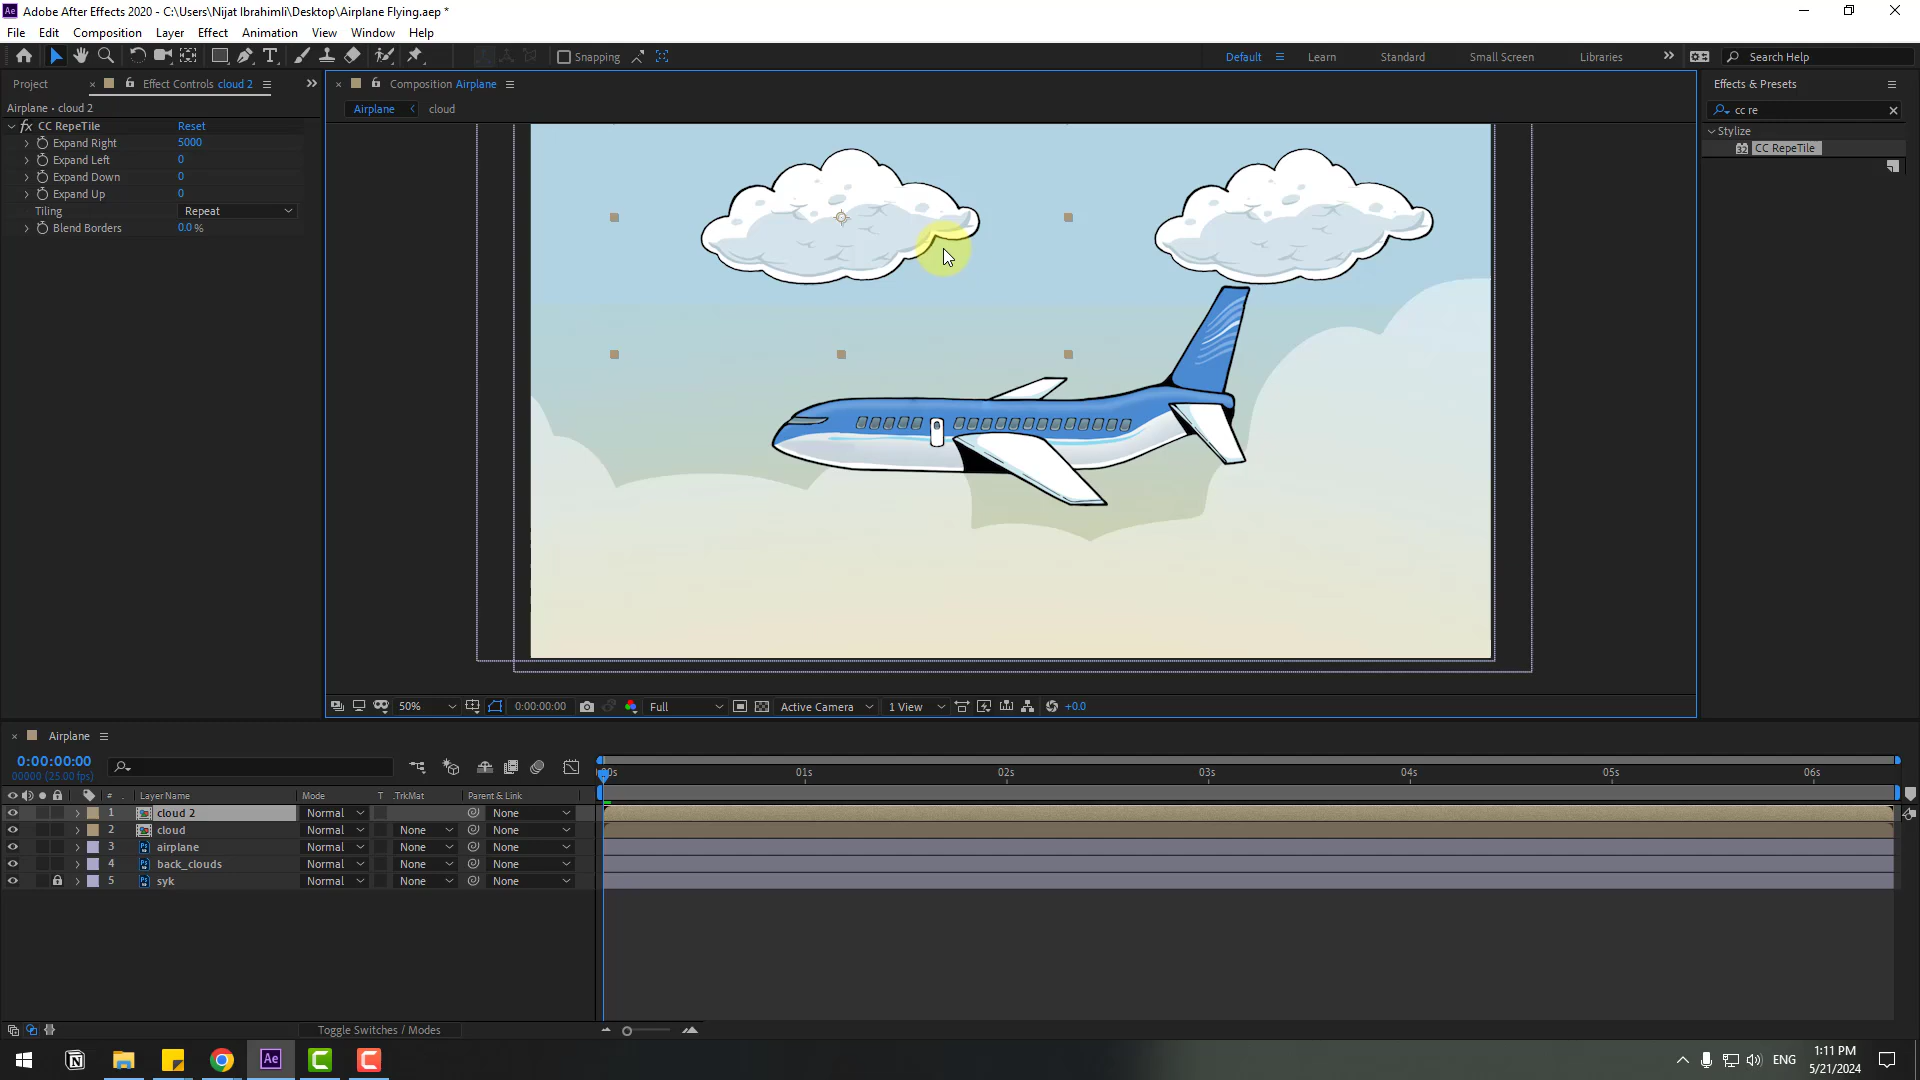 Adobe After Effects 2020 - C:\Users\Nijat Ibrahimli\Desktop\Airplane Flying.aep *
File Edit Composition Layer Effect Animation View Window Help
Snapping Default Learn Standard Small Screen Libraries Search Help
Project Effect Controls cloud 2
Composition Airplane
Effects & Presets
Airplane • cloud 2
Airplane cloud
cc re
CC RepeTile Reset
Stylize
Expand Right 5000
CC RepeTile
Expand Left 0
Expand Down 0
Expand Up 0
Tiling Repeat
Blend Borders 0.0 %
50% 0:00:00:00 Full Active Camera 1 View +0.0
Airplane
0:00:00:00
00000 (25.00 fps)
00s 01s 02s 03s 04s 05s 06s
# Layer Name Mode T .TrkMat Parent & Link
1 cloud 2 Normal None
2 cloud Normal None None
3 airplane Normal None None
4 back_clouds Normal None None
5 syk Normal None None
Toggle Switches / Modes
ENG
1:11 PM
5/21/2024